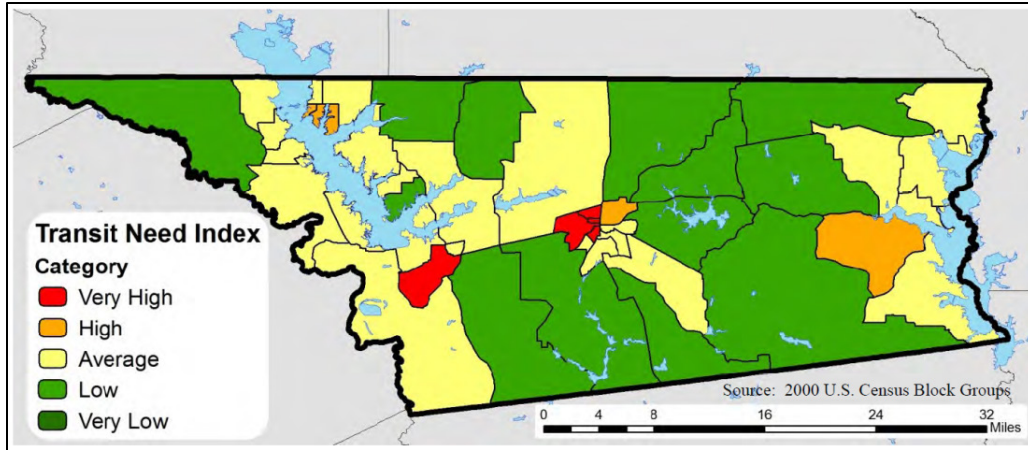 Transit Need Index
Category
Very High
High
Average
Low
Very Low
Source: 2000 U.S. Census Block Groups
0 4 8 16 24 32
Miles